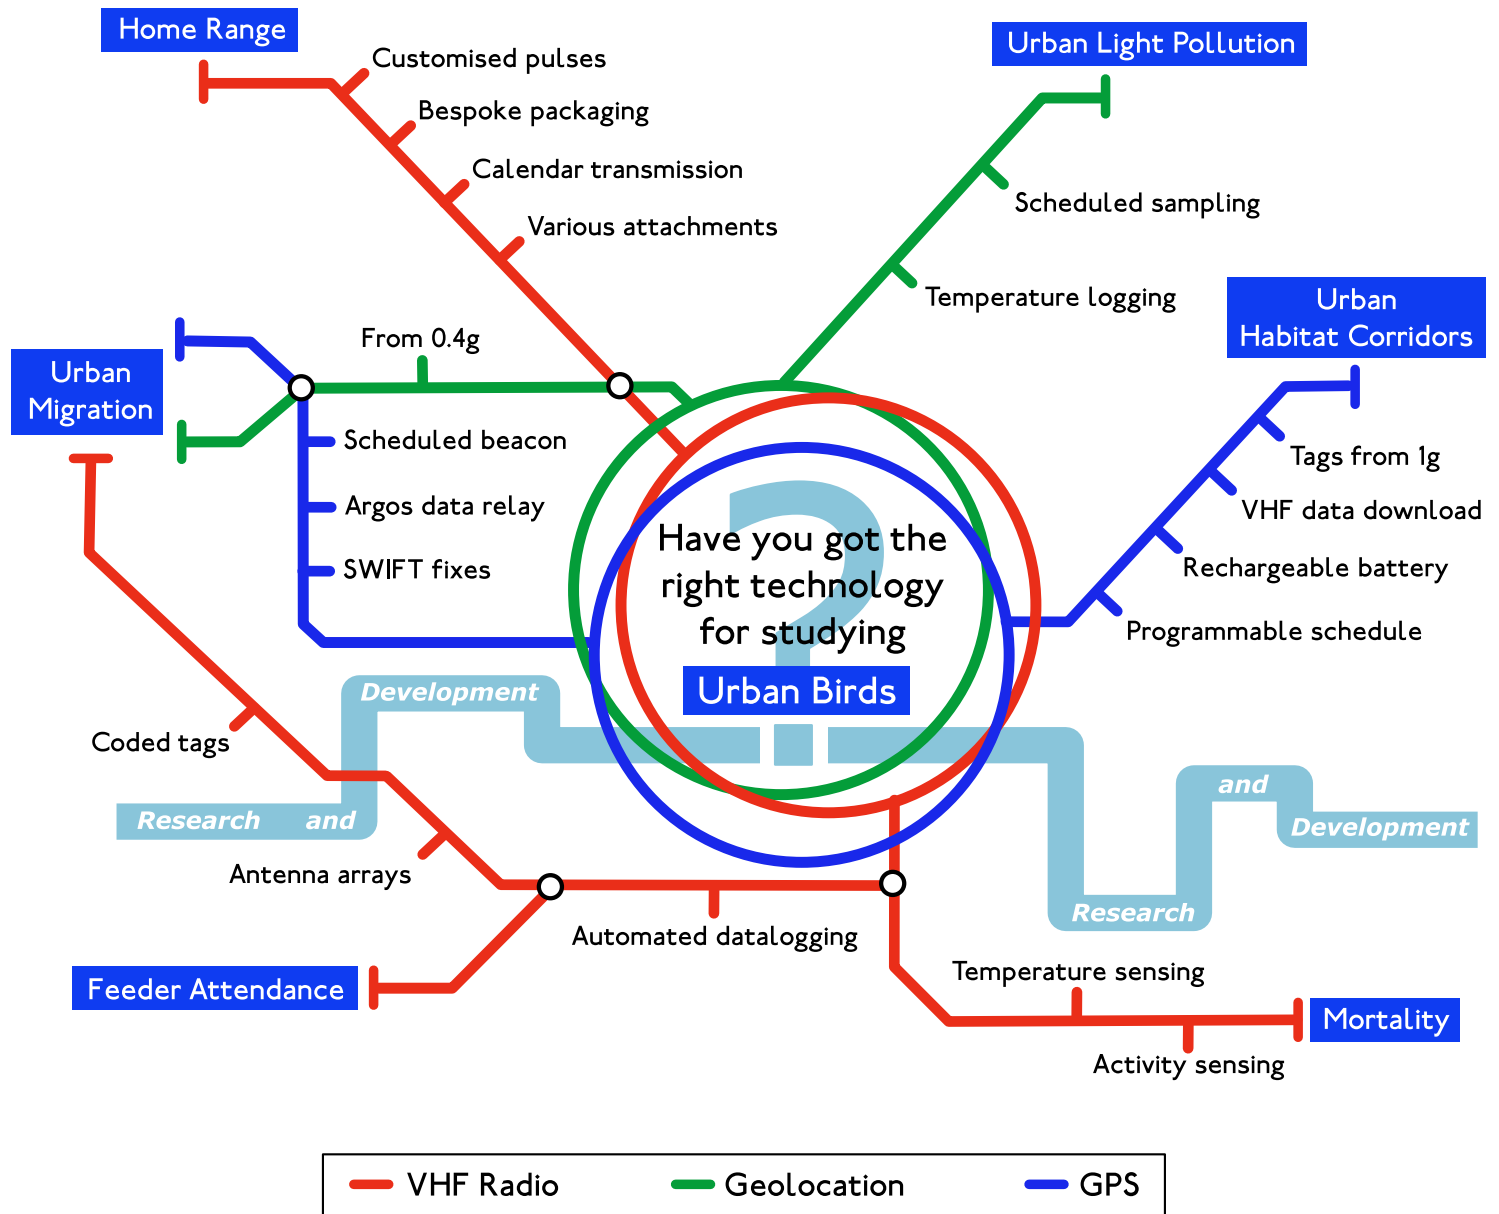 Home Range
Customised pulses
Bespoke packaging
Calendar transmission
Various attachments
Urban Light Pollution
Scheduled sampling
Temperature logging
Urban
Habitat Corridors
Tags from 1g
VHF data download
Rechargeable battery
Programmable schedule
Urban
Migration
From 0.4g
Scheduled beacon
Argos data relay
SWIFT fixes
?
Have you got the
right technology
for studying
Urban Birds
Development
Research and
and
Development
Research
Coded tags
Antenna arrays
Automated datalogging
Feeder Attendance
Temperature sensing
Activity sensing
Mortality
VHF Radio
Geolocation
GPS